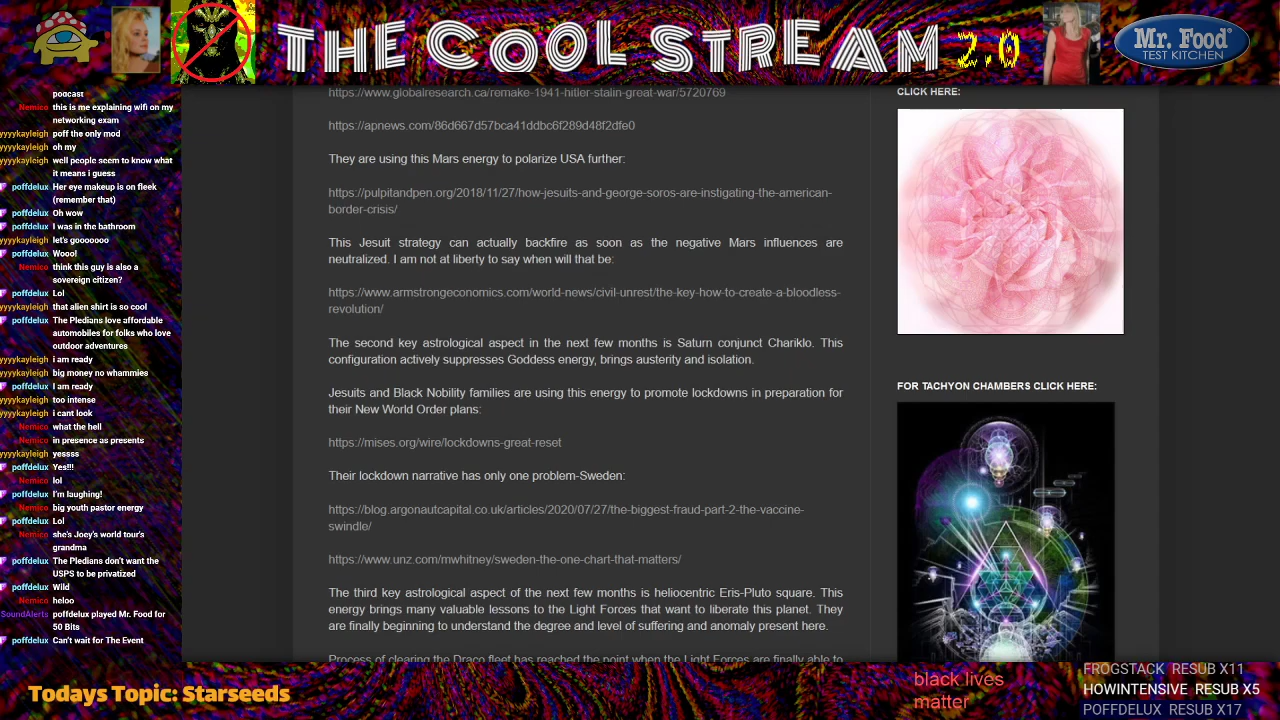 THE COOL STREAM 2.0
Mr. Food
TEST KITCHEN
podcast
Nemico this is me explaining wifi on my
networking exam
yyyykayleigh poff the only mod
yyyykayleigh oh my
yyyykayleigh well people seem to know what
it means i guess
poffdelux Her eye makeup is on fleek
(remember that)
poffdelux Oh wow
poffdelux I was in the bathroom
yyyykayleigh let's gooooooo
poffdelux Wooo!
Nemico think this guy is also a
sovereign citizen?
poffdelux Lol
yyyykayleigh that alien shirt is so cool
poffdelux The Pledians love affordable
automobiles for folks who love
outdoor adventures
yyyykayleigh i am ready
yyyykayleigh big money no whammies
poffdelux I am ready
yyyykayleigh too intense
yyyykayleigh i cant look
Nemico what the hell
Nemico in presence as presents
yyyykayleigh yessss
poffdelux Yes!!!
Nemico lol
poffdelux I'm laughing!
Nemico big youth pastor energy
poffdelux Lol
Nemico she's Joey's world tour's
grandma
poffdelux The Pledians don't want the
USPS to be privatized
poffdelux Wild
Nemico heloo
SoundAlerts poffdelux played Mr. Food for
50 Bits
poffdelux Can't wait for The Event
https://www.globalresearch.ca/remake-1941-hitler-stalin-great-war/5720769
https://apnews.com/86d667d57bca41ddbc6f289d48f2dfe0
They are using this Mars energy to polarize USA further:
https://pulpitandpen.org/2018/11/27/how-jesuits-and-george-soros-are-instigating-the-american-
border-crisis/
This Jesuit strategy can actually backfire as soon as the negative Mars influences are
neutralized. I am not at liberty to say when will that be:
https://www.armstrongeconomics.com/world-news/civil-unrest/the-key-how-to-create-a-bloodless-
revolution/
The second key astrological aspect in the next few months is Saturn conjunct Chariklo. This
configuration actively suppresses Goddess energy, brings austerity and isolation.
Jesuits and Black Nobility families are using this energy to promote lockdowns in preparation for
their New World Order plans:
https://mises.org/wire/lockdowns-great-reset
Their lockdown narrative has only one problem-Sweden:
https://blog.argonautcapital.co.uk/articles/2020/07/27/the-biggest-fraud-part-2-the-vaccine-
swindle/
https://www.unz.com/mwhitney/sweden-the-one-chart-that-matters/
The third key astrological aspect of the next few months is heliocentric Eris-Pluto square. This
energy brings many valuable lessons to the Light Forces that want to liberate this planet. They
are finally beginning to understand the degree and level of suffering and anomaly present here.
Process of clearing the Draco fleet has reached the point when the Light Forces are finally able to
CLICK HERE:
FOR TACHYON CHAMBERS CLICK HERE:
Todays Topic: Starseeds
black lives
matter
FROGSTACK RESUB X11
HOWINTENSIVE RESUB X5
POFFDELUX RESUB X17